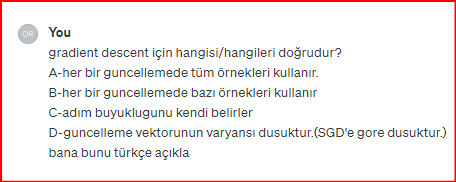 OR You
gradient descent için hangisi/hangileri doğrudur?
A-her bir guncellemede tüm örnekleri kullanır.
B-her bir guncellemede bazı örnekleri kullanır
C-adım buyuklugunu kendi belirler
D-guncelleme vektorunun varyansı dusuktur.(SGD'e gore dusuktur.)
bana bunu türkçe açıkla